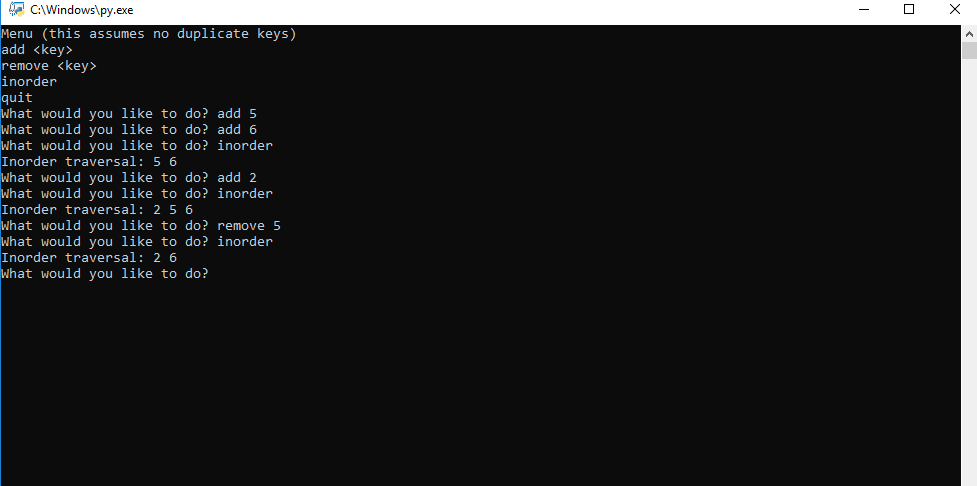 C:\Windows\py.exe
Menu (this assumes no duplicate keys)
add <key>
remove <key>
inorder
quit
What would you like to do? add 5
What would you like to do? add 6
What would you like to do? inorder
Inorder traversal: 5 6
What would you like to do? add 2
What would you like to do? inorder
Inorder traversal: 2 5 6
What would you like to do? remove 5
What would you like to do? inorder
Inorder traversal: 2 6
What would you like to do?